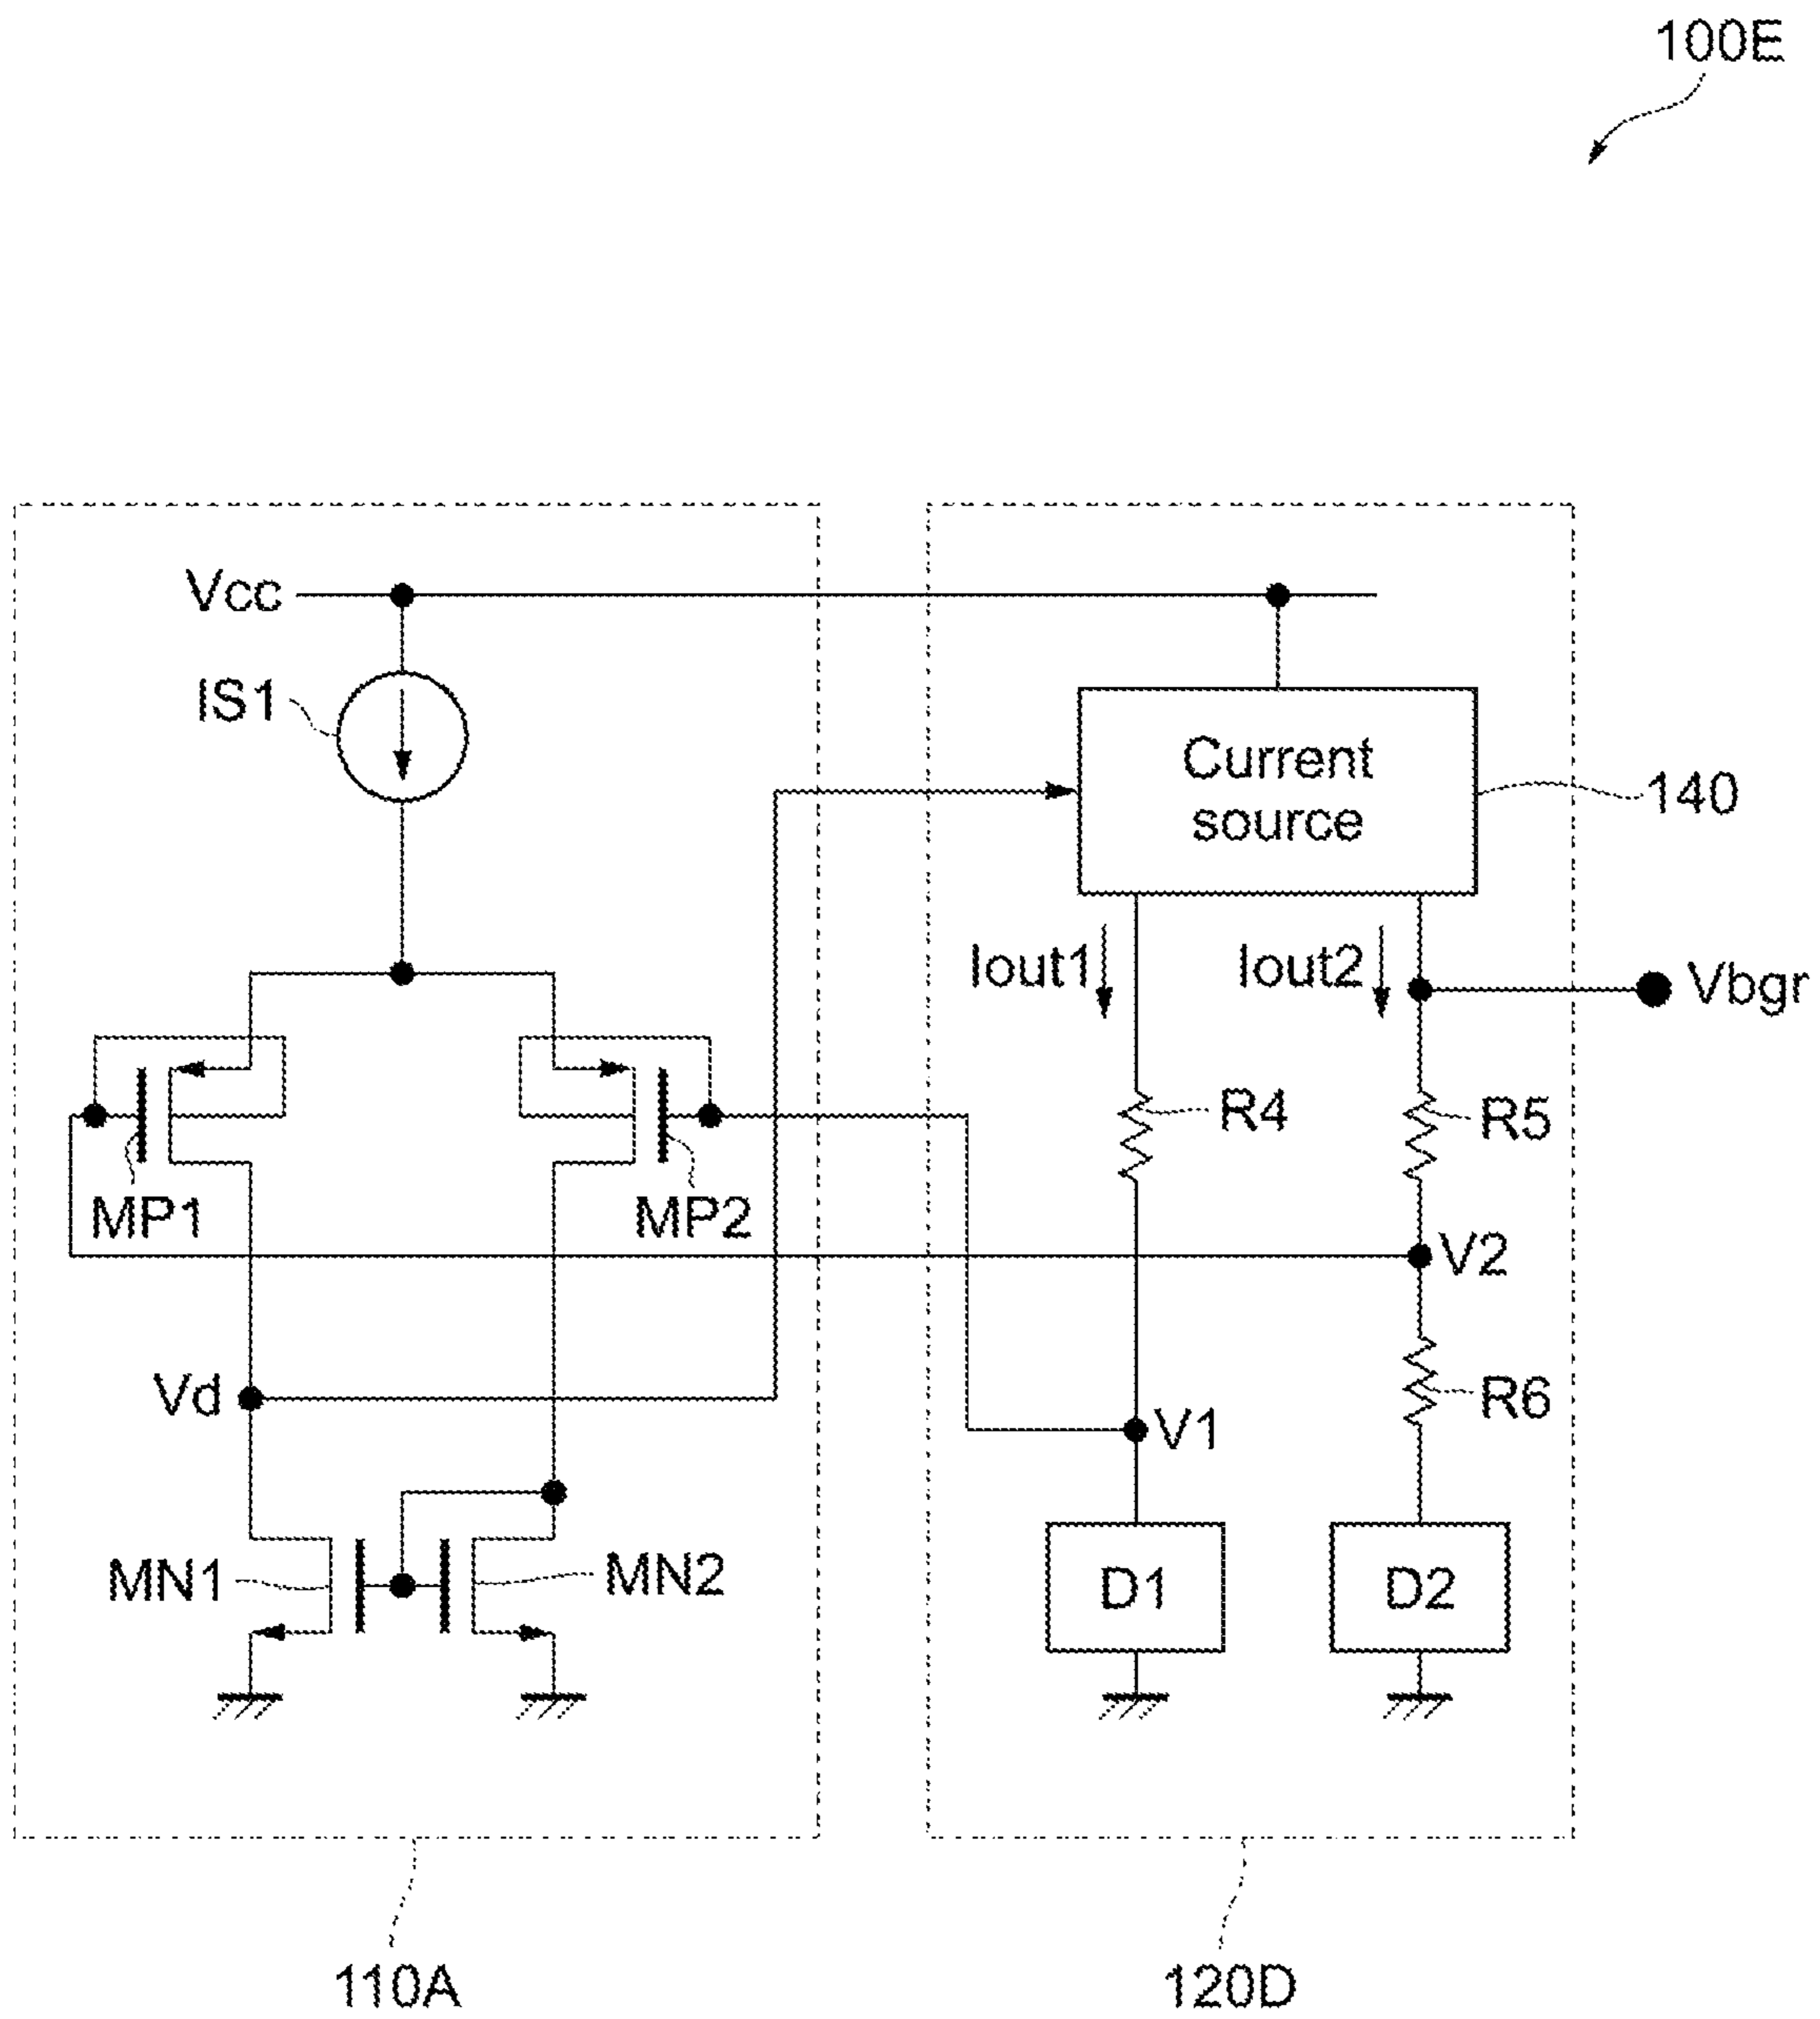 100E
Vcc
IS1
Current
source
140
Iout1
Iout2
Vbgr
R4
R5
MP1
MP2
V2
Vd
R6
V1
MN1
MN2
D1
D2
110A
120D